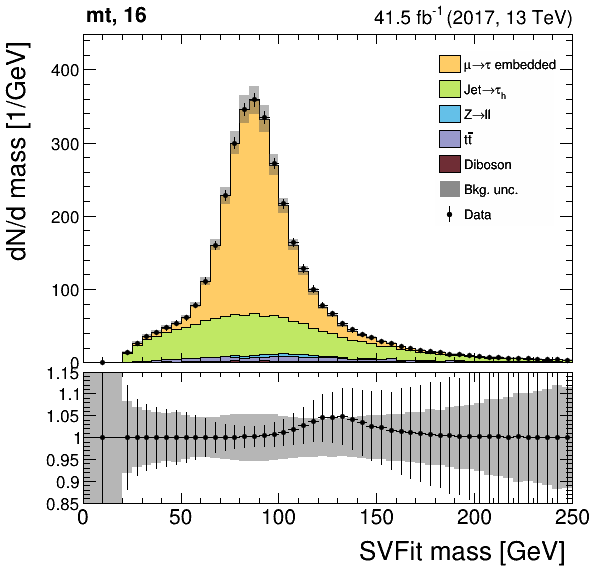 mt, 16
41.5 fb⁻¹ (2017, 13 TeV)
dN/d mass [1/GeV]
400
300
200
100
0
μ→τ embedded
Jet→τₕ
Z→ll
tt̅
Diboson
Bkg. unc.
Data
1.15
1.1
1.05
1
0.95
0.9
0.85
0 50 100 150 200 250
SVFit mass [GeV]